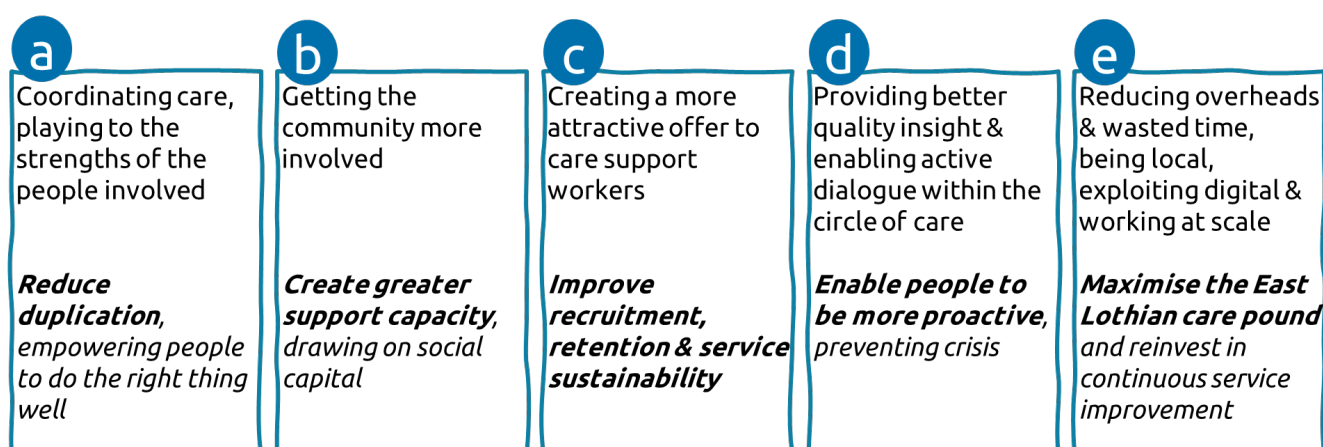 a
Coordinating care,
playing to the
strengths of the
people involved
Reduce
duplication,
empowering people
to do the right thing
well
b
Getting the
community more
involved
Create greater
support capacity,
drawing on social
capital
c
Creating a more
attractive offer to
care support
workers
Improve
recruitment,
retention & service
sustainability
d
Providing better
quality insight &
enabling active
dialogue within the
circle of care
Enable people to
be more proactive,
preventing crisis
e
Reducing overheads
& wasted time,
being local,
exploiting digital &
working at scale
Maximise the East
Lothian care pound
and reinvest in
continuous service
improvement